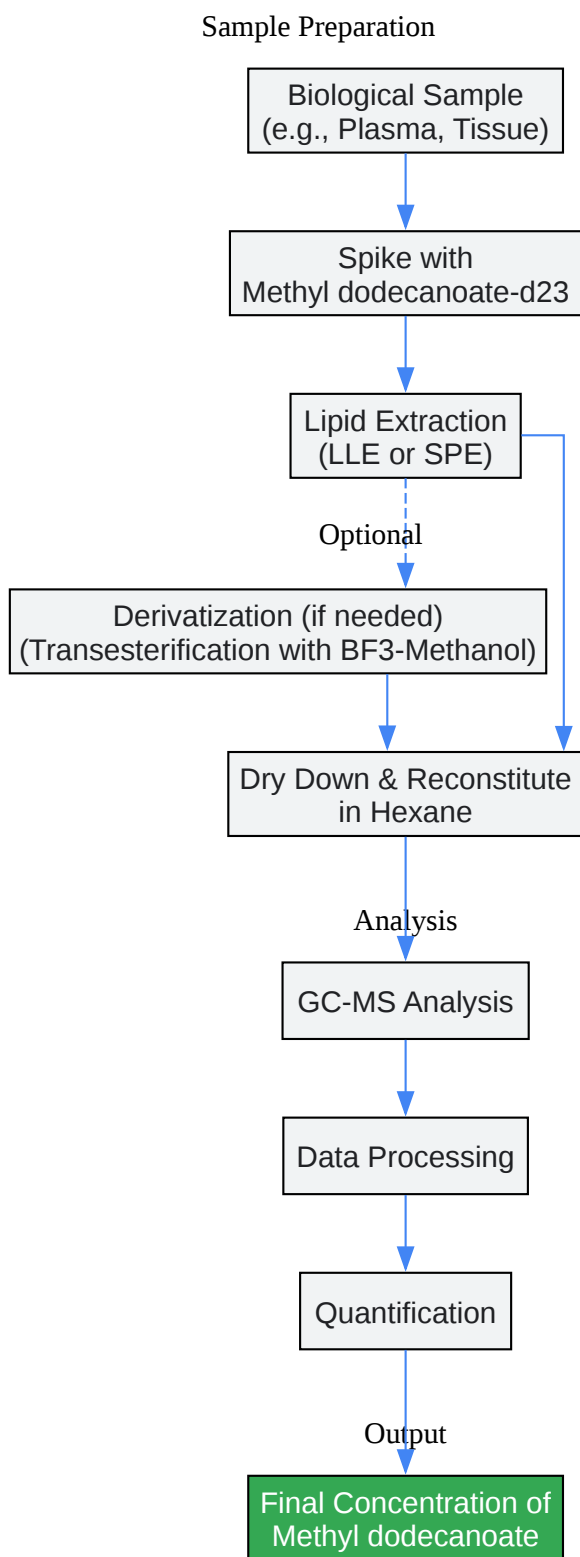 Sample Preparation
Biological Sample
(e.g., Plasma, Tissue)
Spike with
Methyl dodecanoate-d23
Lipid Extraction
(LLE or SPE)
Optional
Derivatization (if needed)
(Transesterification with BF3-Methanol)
Dry Down & Reconstitute
in Hexane
Analysis
GC-MS Analysis
Data Processing
Quantification
Output
Final Concentration of
Methyl dodecanoate